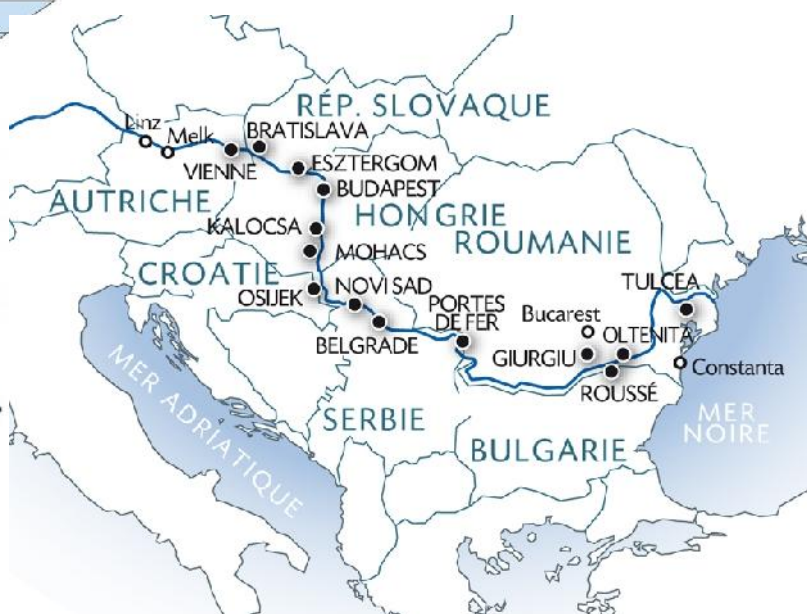 RÉP. SLOVAQUE
Linz
Melk
BRATISLAVA
VIENNE
ESZTERGOM
BUDAPEST
AUTRICHE
HONGRIE
KALOCSA
ROUMANIE
MOHACS
CROATIE
TULCEA
OSIJEK
NOVI SAD
PORTES
DE FER
Bucarest
OLTENITA
BELGRADE
GIURGIU
Constanta
ROUSSÉ
MER ADRIATIQUE
SERBIE
MER
NOIRE
BULGARIE